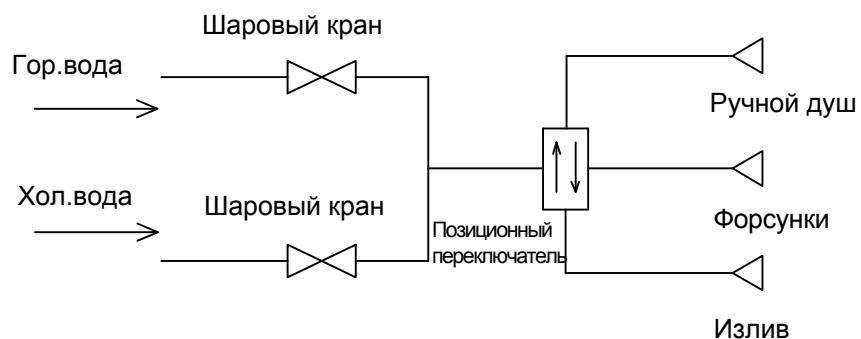 Шаровый кран
Гор.вода
Ручной душ
Хол.вода
Шаровый кран
Форсунки
Позиционный
переключатель
Излив